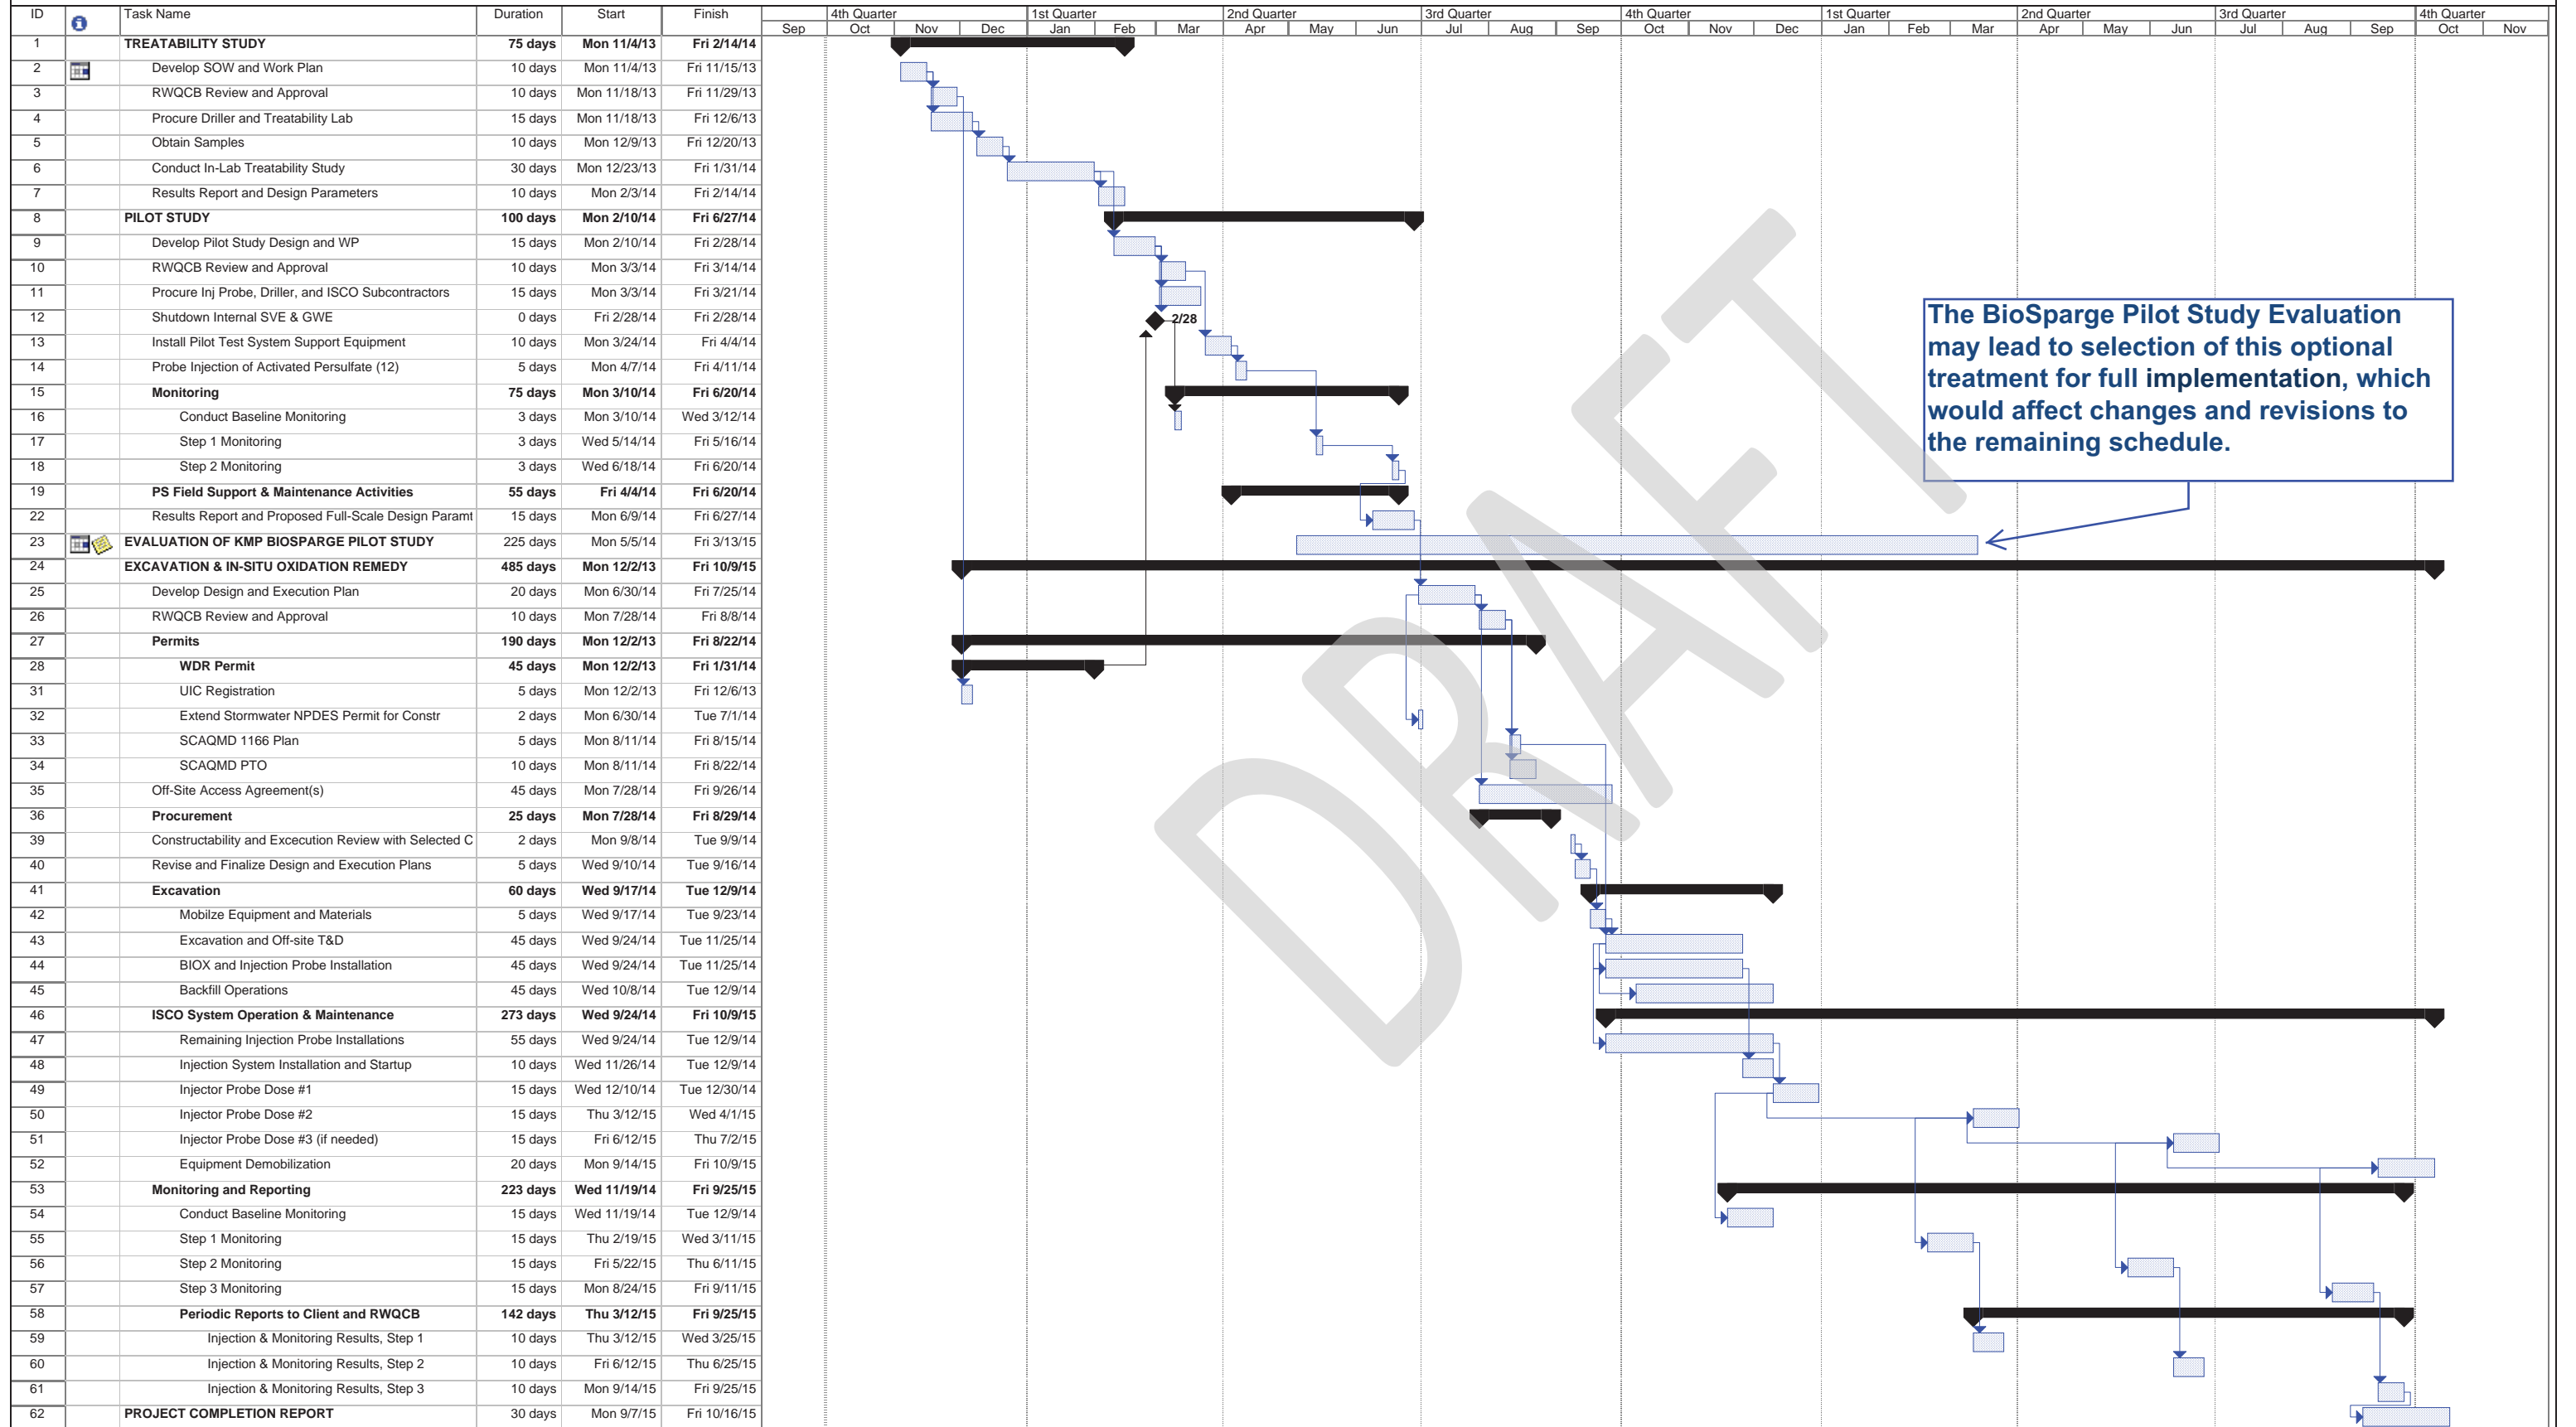 ID Task Name Duration Start Finish
4th Quarter 1st Quarter 2nd Quarter 3rd Quarter 4th Quarter 1st Quarter 2nd Quarter 3rd Quarter 4th Quarter
Sep Oct Nov Dec Jan Feb Mar Apr May Jun Jul Aug Sep Oct Nov Dec Jan Feb Mar Apr May Jun Jul Aug Sep Oct Nov
1 TREATABILITY STUDY 75 days Mon 11/4/13 Fri 2/14/14
2 Develop SOW and Work Plan 10 days Mon 11/4/13 Fri 11/15/13
3 RWQCB Review and Approval 10 days Mon 11/18/13 Fri 11/29/13
4 Procure Driller and Treatability Lab 15 days Mon 11/18/13 Fri 12/6/13
5 Obtain Samples 10 days Mon 12/9/13 Fri 12/20/13
6 Conduct In-Lab Treatability Study 30 days Mon 12/23/13 Fri 1/31/14
7 Results Report and Design Parameters 10 days Mon 2/3/14 Fri 2/14/14
8 PILOT STUDY 100 days Mon 2/10/14 Fri 6/27/14
9 Develop Pilot Study Design and WP 15 days Mon 2/10/14 Fri 2/28/14
10 RWQCB Review and Approval 10 days Mon 3/3/14 Fri 3/14/14
11 Procure Inj Probe, Driller, and ISCO Subcontractors 15 days Mon 3/3/14 Fri 3/21/14
12 Shutdown Internal SVE & GWE 0 days Fri 2/28/14 Fri 2/28/14 2/28
13 Install Pilot Test System Support Equipment 10 days Mon 3/24/14 Fri 4/4/14
14 Probe Injection of Activated Persulfate (12) 5 days Mon 4/7/14 Fri 4/11/14
15 Monitoring 75 days Mon 3/10/14 Fri 6/20/14
16 Conduct Baseline Monitoring 3 days Mon 3/10/14 Wed 3/12/14
17 Step 1 Monitoring 3 days Wed 5/14/14 Fri 5/16/14
18 Step 2 Monitoring 3 days Wed 6/18/14 Fri 6/20/14
19 PS Field Support & Maintenance Activities 55 days Fri 4/4/14 Fri 6/20/14
22 Results Report and Proposed Full-Scale Design Paramt 15 days Mon 6/9/14 Fri 6/27/14
23 EVALUATION OF KMP BIOSPARGE PILOT STUDY 225 days Mon 5/5/14 Fri 3/13/15
24 EXCAVATION & IN-SITU OXIDATION REMEDY 485 days Mon 12/2/13 Fri 10/9/15
25 Develop Design and Execution Plan 20 days Mon 6/30/14 Fri 7/25/14
26 RWQCB Review and Approval 10 days Mon 7/28/14 Fri 8/8/14
27 Permits 190 days Mon 12/2/13 Fri 8/22/14
28 WDR Permit 45 days Mon 12/2/13 Fri 1/31/14
31 UIC Registration 5 days Mon 12/2/13 Fri 12/6/13
32 Extend Stormwater NPDES Permit for Constr 2 days Mon 6/30/14 Tue 7/1/14
33 SCAQMD 1166 Plan 5 days Mon 8/11/14 Fri 8/15/14
34 SCAQMD PTO 10 days Mon 8/11/14 Fri 8/22/14
35 Off-Site Access Agreement(s) 45 days Mon 7/28/14 Fri 9/26/14
36 Procurement 25 days Mon 7/28/14 Fri 8/29/14
39 Constructability and Excecution Review with Selected C 2 days Mon 9/8/14 Tue 9/9/14
40 Revise and Finalize Design and Execution Plans 5 days Wed 9/10/14 Tue 9/16/14
41 Excavation 60 days Wed 9/17/14 Tue 12/9/14
42 Mobilze Equipment and Materials 5 days Wed 9/17/14 Tue 9/23/14
43 Excavation and Off-site T&D 45 days Wed 9/24/14 Tue 11/25/14
44 BIOX and Injection Probe Installation 45 days Wed 9/24/14 Tue 11/25/14
45 Backfill Operations 45 days Wed 10/8/14 Tue 12/9/14
46 ISCO System Operation & Maintenance 273 days Wed 9/24/14 Fri 10/9/15
47 Remaining Injection Probe Installations 55 days Wed 9/24/14 Tue 12/9/14
48 Injection System Installation and Startup 10 days Wed 11/26/14 Tue 12/9/14
49 Injector Probe Dose #1 15 days Wed 12/10/14 Tue 12/30/14
50 Injector Probe Dose #2 15 days Thu 3/12/15 Wed 4/1/15
51 Injector Probe Dose #3 (if needed) 15 days Fri 6/12/15 Thu 7/2/15
52 Equipment Demobilization 20 days Mon 9/14/15 Fri 10/9/15
53 Monitoring and Reporting 223 days Wed 11/19/14 Fri 9/25/15
54 Conduct Baseline Monitoring 15 days Wed 11/19/14 Tue 12/9/14
55 Step 1 Monitoring 15 days Thu 2/19/15 Wed 3/11/15
56 Step 2 Monitoring 15 days Fri 5/22/15 Thu 6/11/15
57 Step 3 Monitoring 15 days Mon 8/24/15 Fri 9/11/15
58 Periodic Reports to Client and RWQCB 142 days Thu 3/12/15 Fri 9/25/15
59 Injection & Monitoring Results, Step 1 10 days Thu 3/12/15 Wed 3/25/15
60 Injection & Monitoring Results, Step 2 10 days Fri 6/12/15 Thu 6/25/15
61 Injection & Monitoring Results, Step 3 10 days Mon 9/14/15 Fri 9/25/15
62 PROJECT COMPLETION REPORT 30 days Mon 9/7/15 Fri 10/16/15
The BioSparge Pilot Study Evaluation
may lead to selection of this optional
treatment for full implementation, which
would affect changes and revisions to
the remaining schedule.
DRAFT